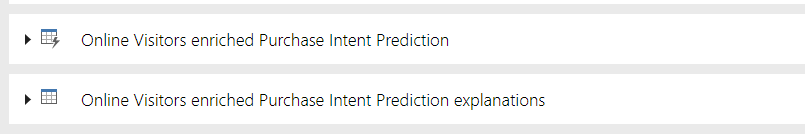 Online Visitors enriched Purchase Intent Prediction
Online Visitors enriched Purchase Intent Prediction explanations